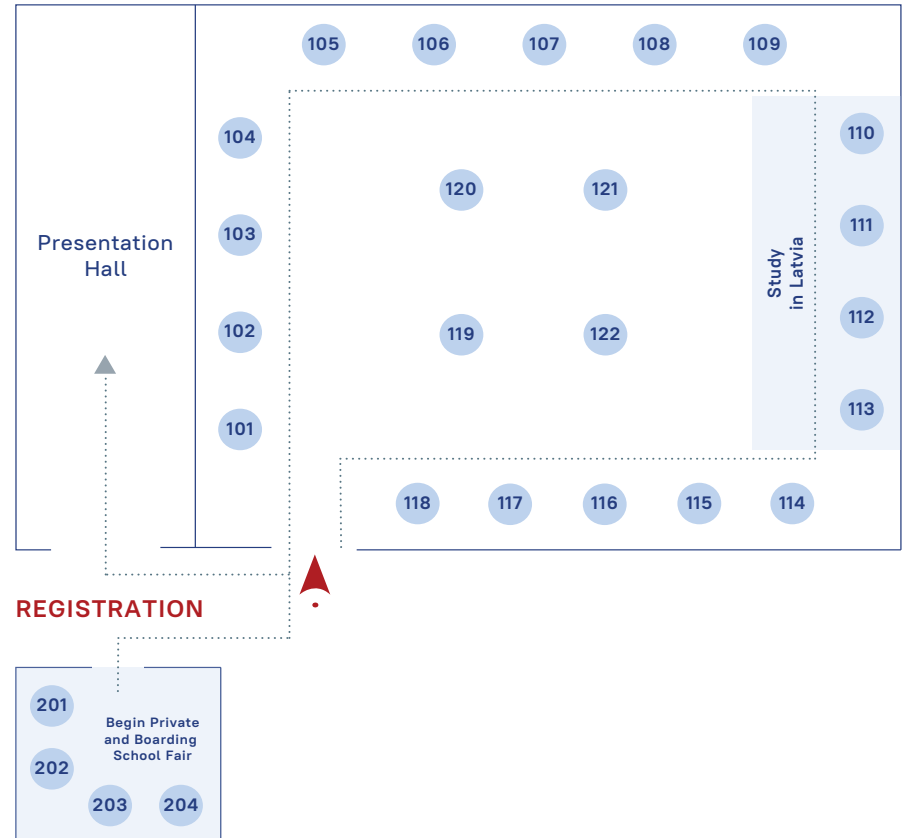 105 106 107 108 109
104
110
120 121
103
111
Presentation
Hall
Study
in Latvia
102
119 122
112
101
113
118 117 116 115 114
REGISTRATION
201
Begin Private
and Boarding
School Fair
202
203 204